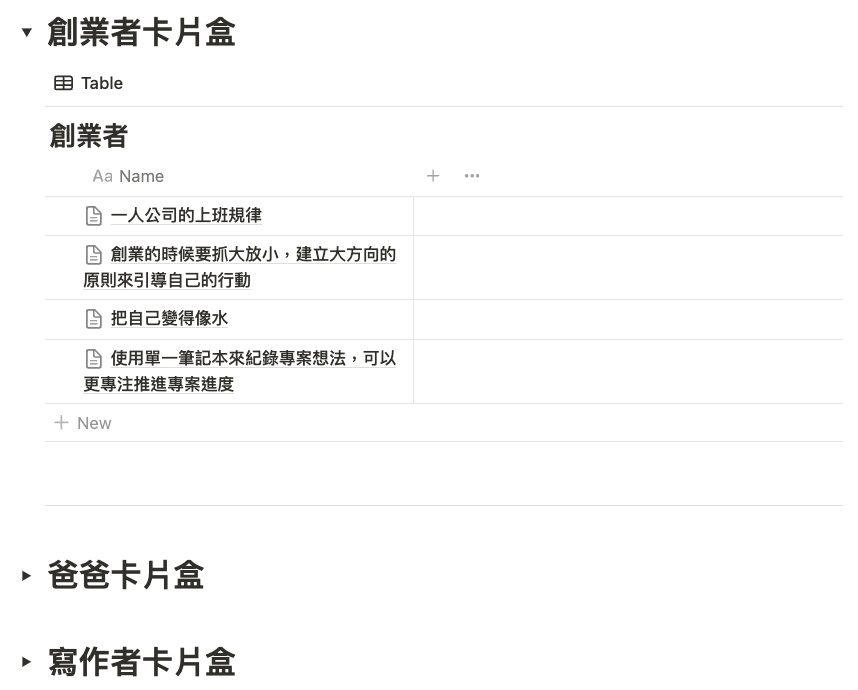 創業者卡片盒
Table
創業者
Aa Name
一人公司的上班規律
創業的時候要抓大放小，建立大方向的
原則來引導自己的行動
把自己變得像水
使用單一筆記本來紀錄專案想法，可以
更專注推進專案進度
New
爸爸卡片盒
寫作者卡片盒